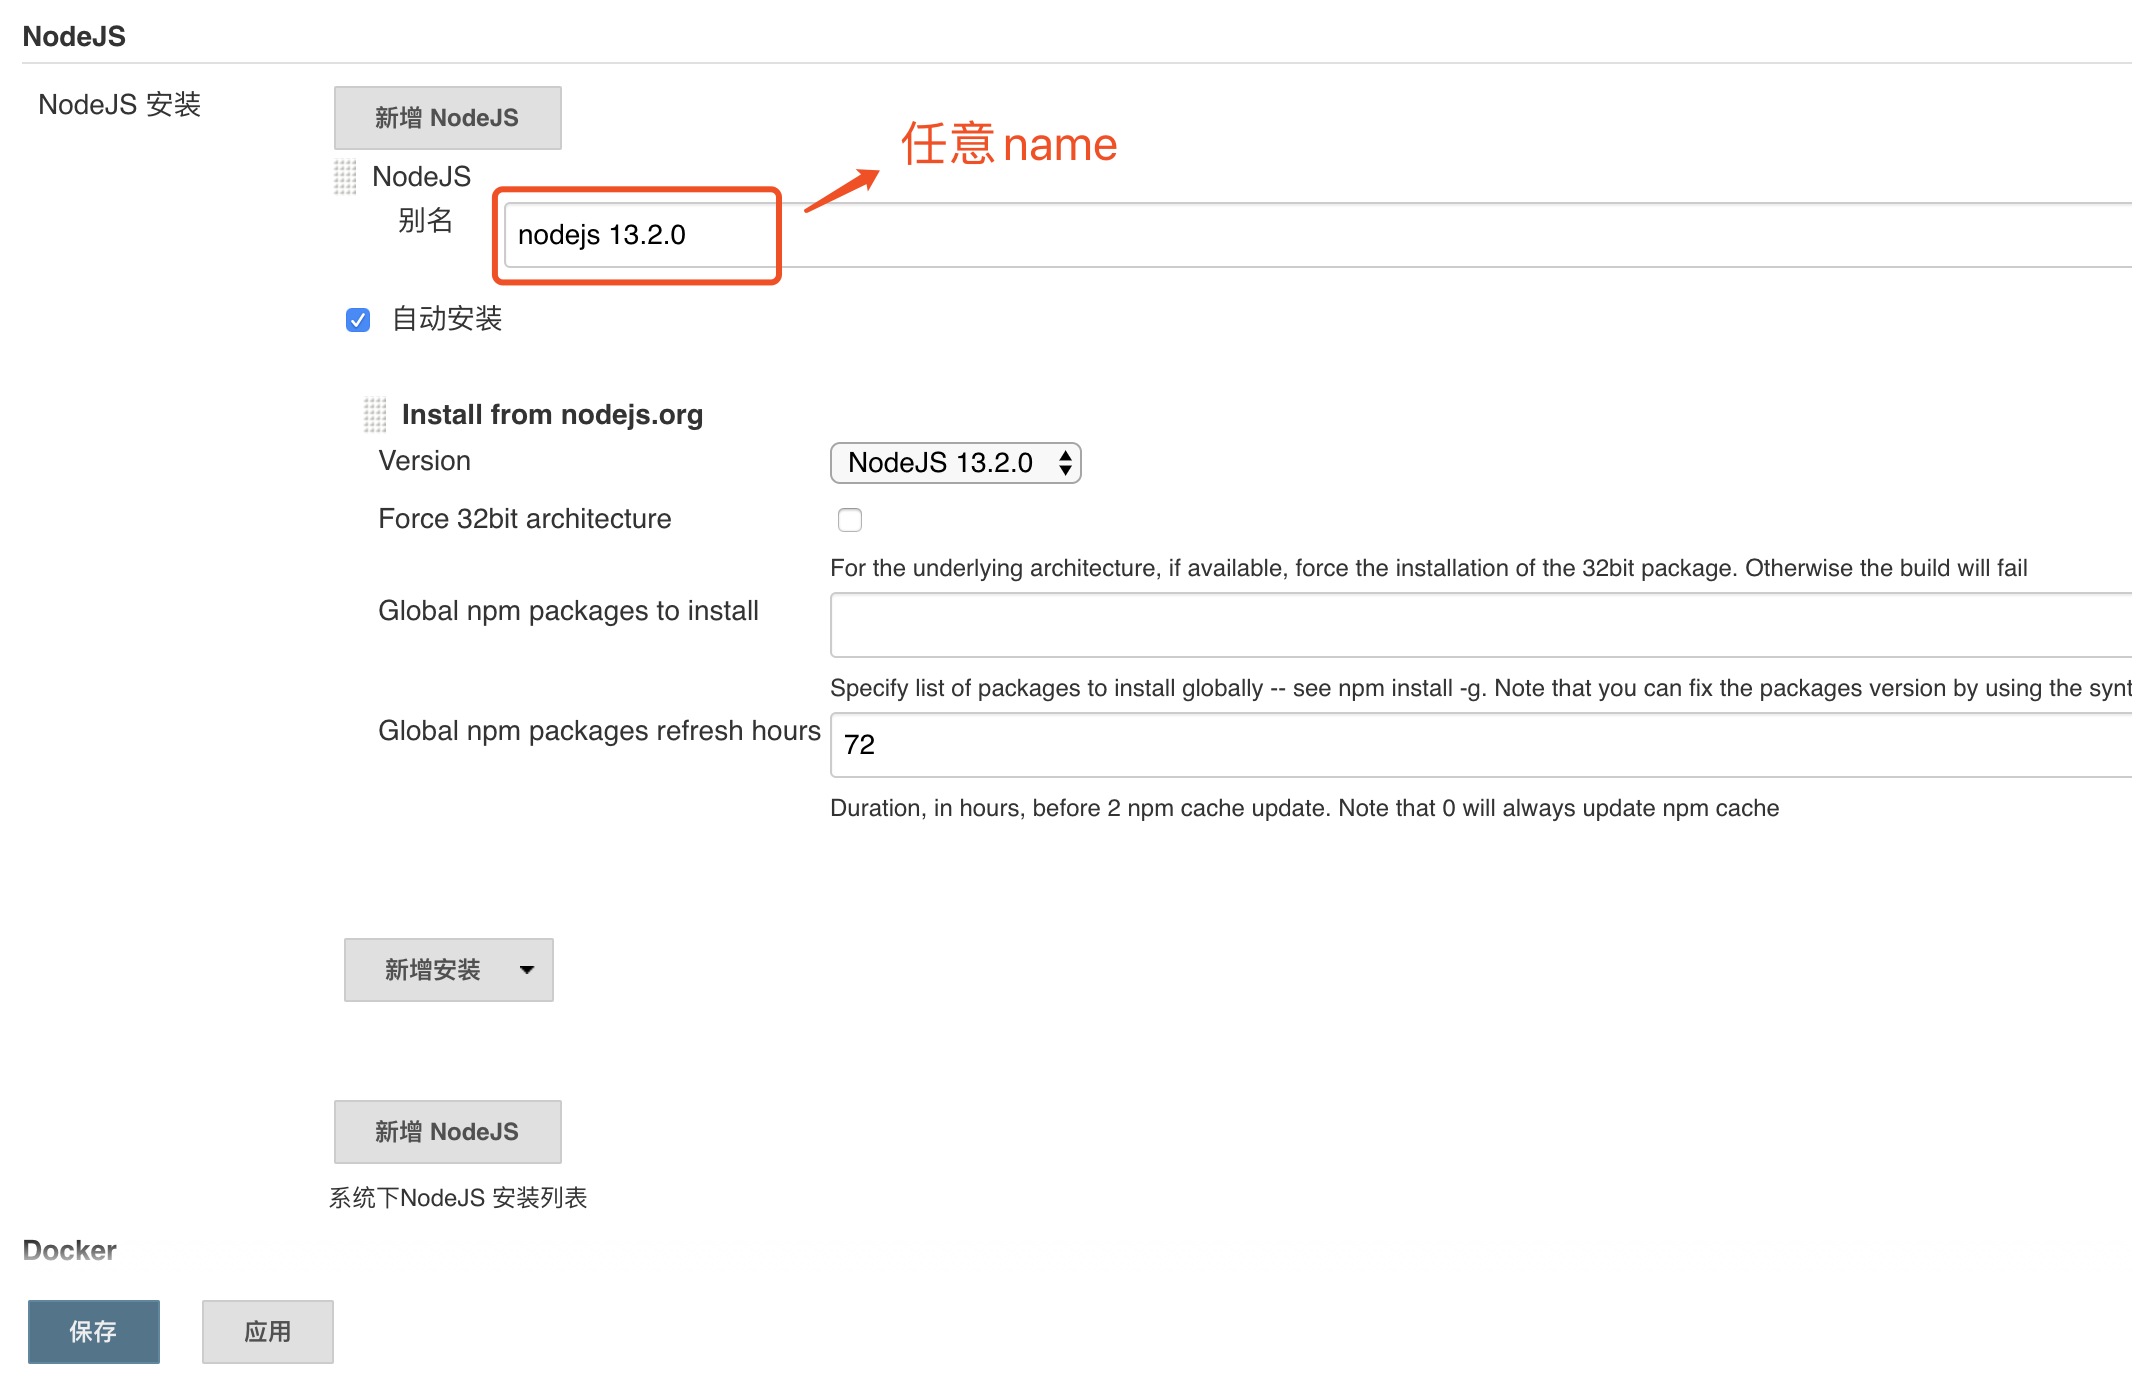 NodeJS
NodeJS 安装
新增 NodeJS
任意name
NodeJS
别名
nodejs 13.2.0
自动安装
Install from nodejs.org
Version
NodeJS 13.2.0
Force 32bit architecture
For the underlying architecture, if available, force the installation of the 32bit package. Otherwise the build will fail
Global npm packages to install
Specify list of packages to install globally -- see npm install -g. Note that you can fix the packages version by using the synt
Global npm packages refresh hours
72
Duration, in hours, before 2 npm cache update. Note that 0 will always update npm cache
新增安装
新增 NodeJS
系统下NodeJS 安装列表
Docker
保存
应用